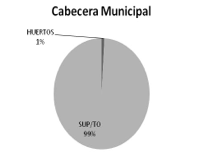 Cabecera Municipal
HUERTOS
1%
SUP/TO
99%